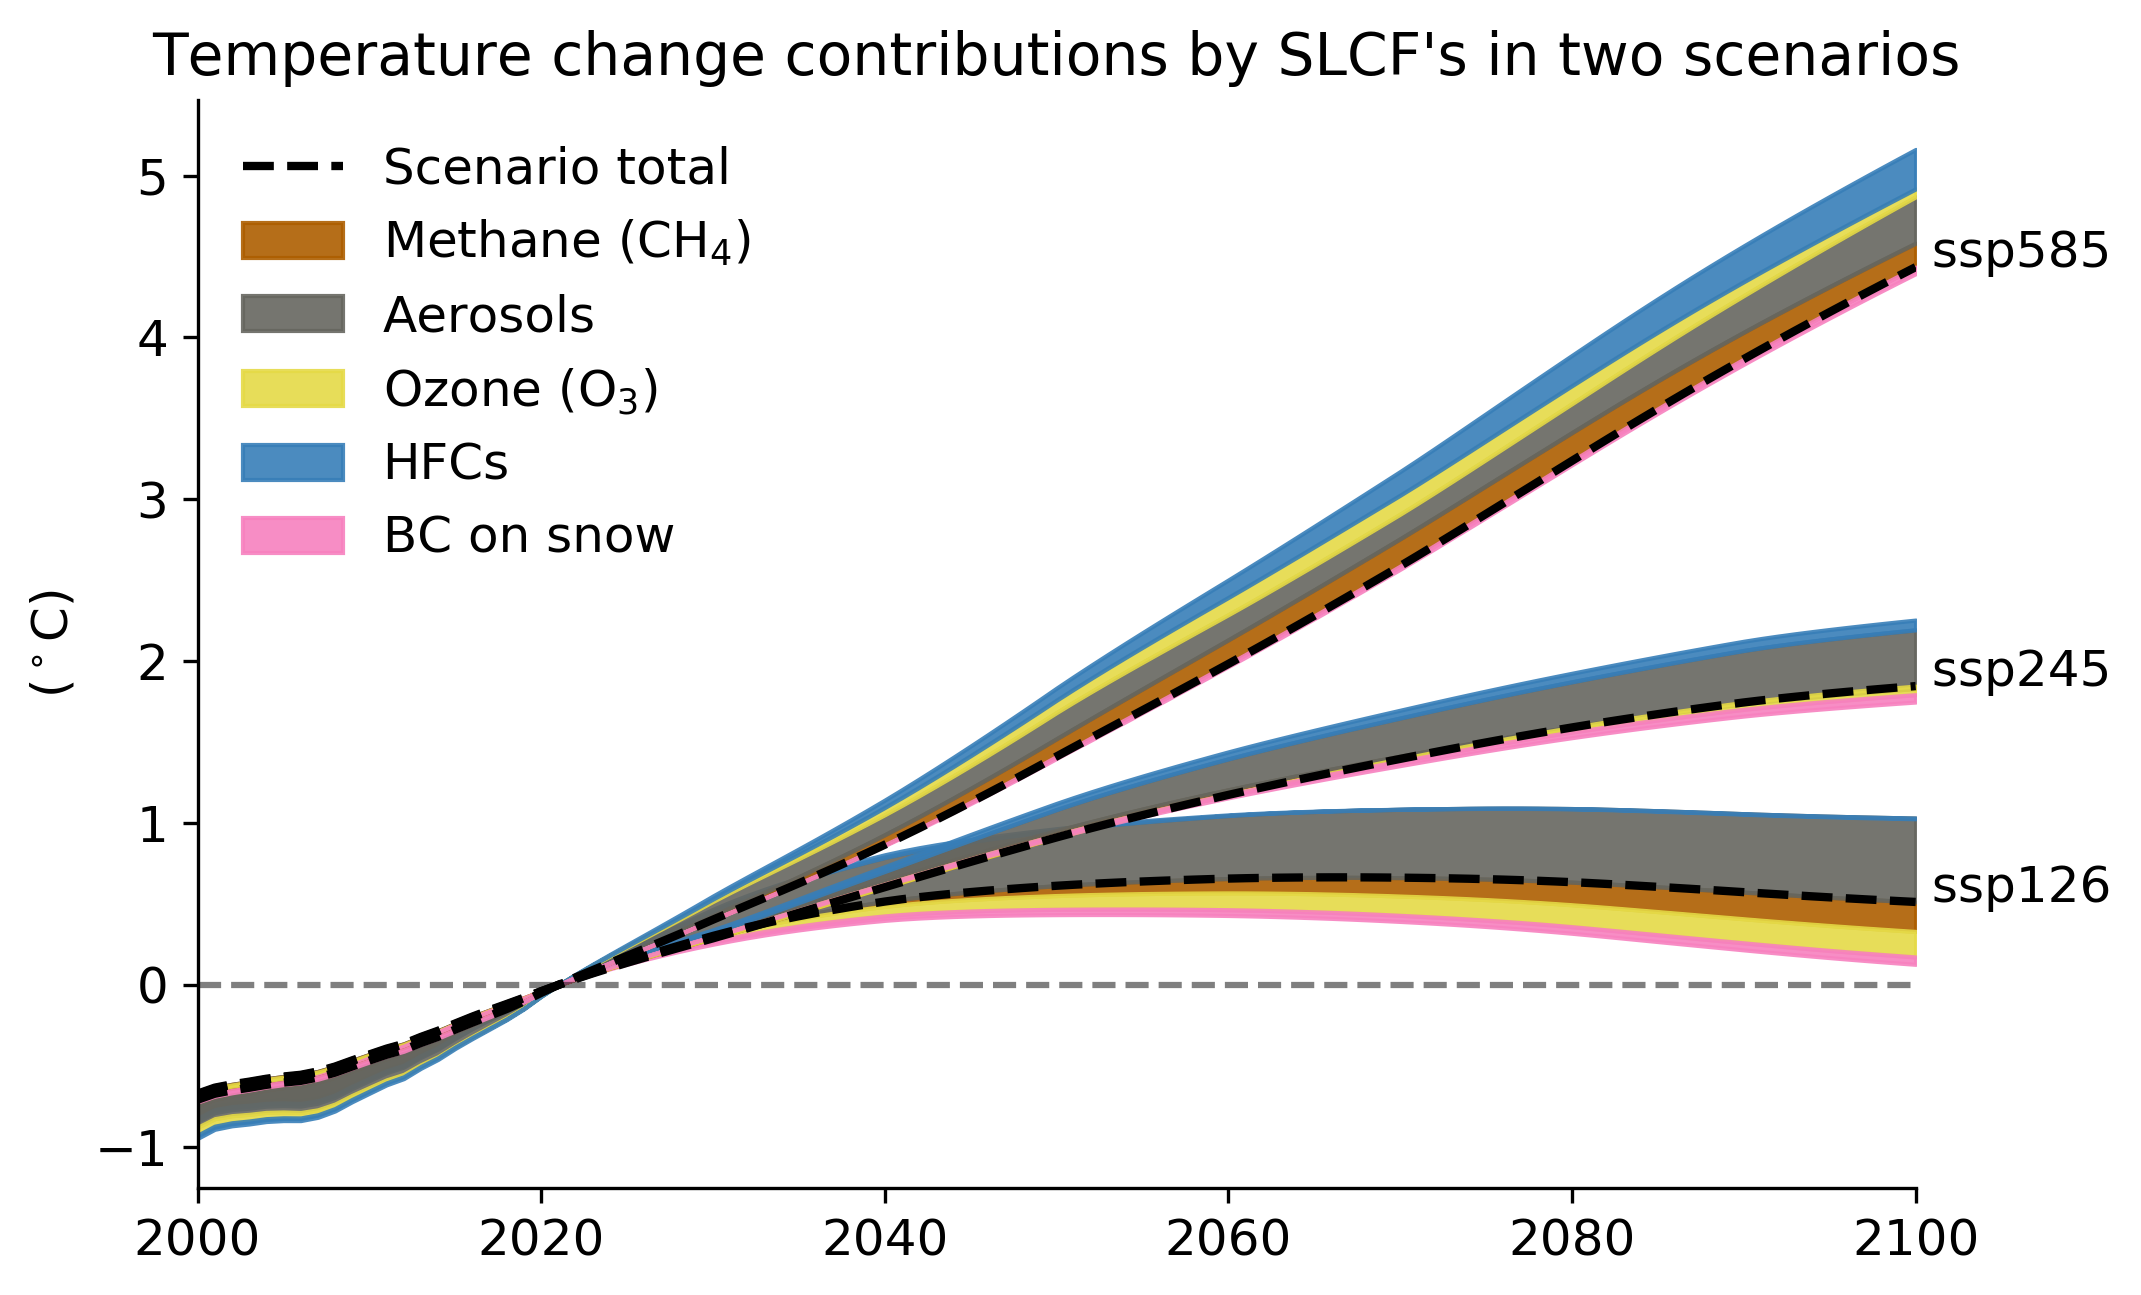 Temperature change contributions by SLCF's in two scenarios
Scenario total
Methane (CH₄)
Aerosols
Ozone (O₃)
HFCs
BC on snow
(°C)
5
4
3
2
1
0
−1
2000 2020 2040 2060 2080 2100
ssp585
ssp245
ssp126